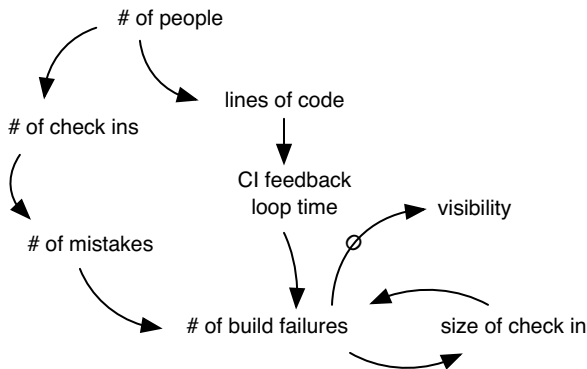 # of people
lines of code
# of check ins
CI feedback
loop time
visibility
# of mistakes
# of build failures
size of check in